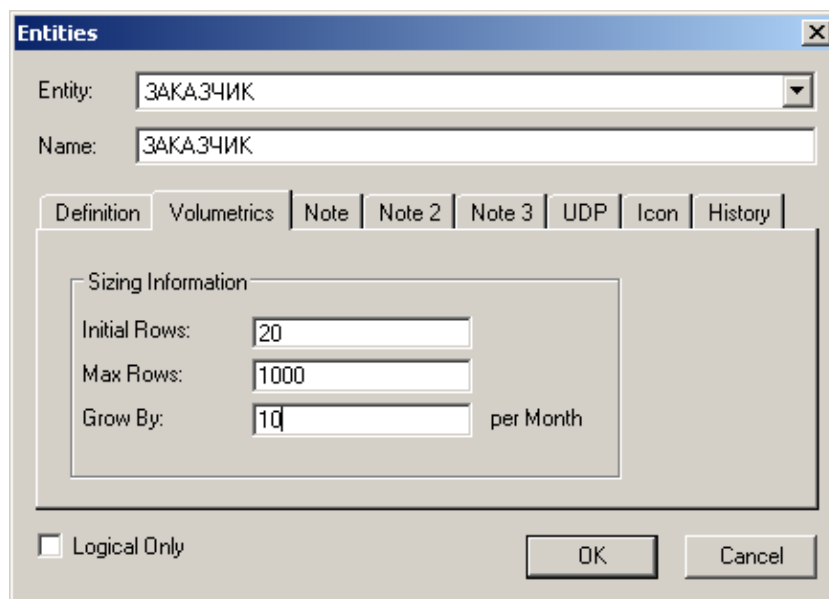 Entities
Entity: ЗАКАЗЧИК
Name: ЗАКАЗЧИК
Definition Volumetrics Note Note 2 Note 3 UDP Icon History
Sizing Information
Initial Rows: 20
Max Rows: 1000
Grow By: 10 per Month
Logical Only OK Cancel